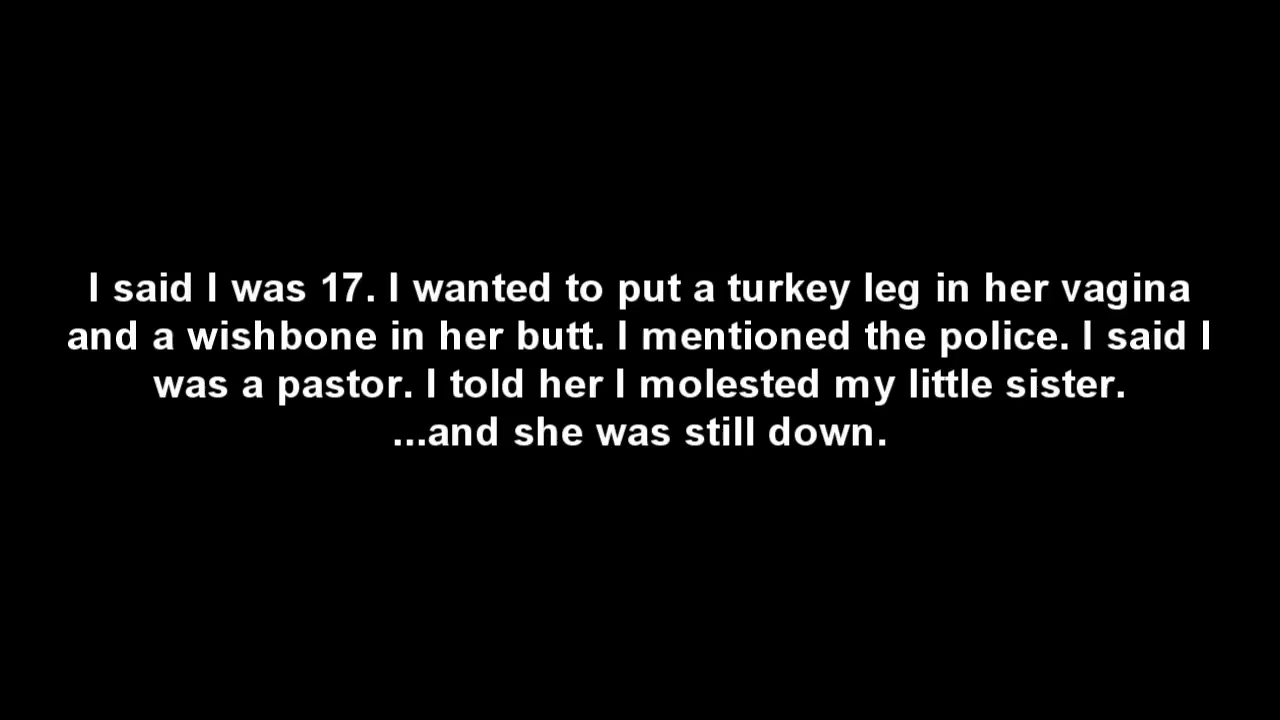 I said I was 17. I wanted to put a turkey leg in her vagina
and a wishbone in her butt. I mentioned the police. I said I
was a pastor. I told her I molested my little sister.
...and she was still down.